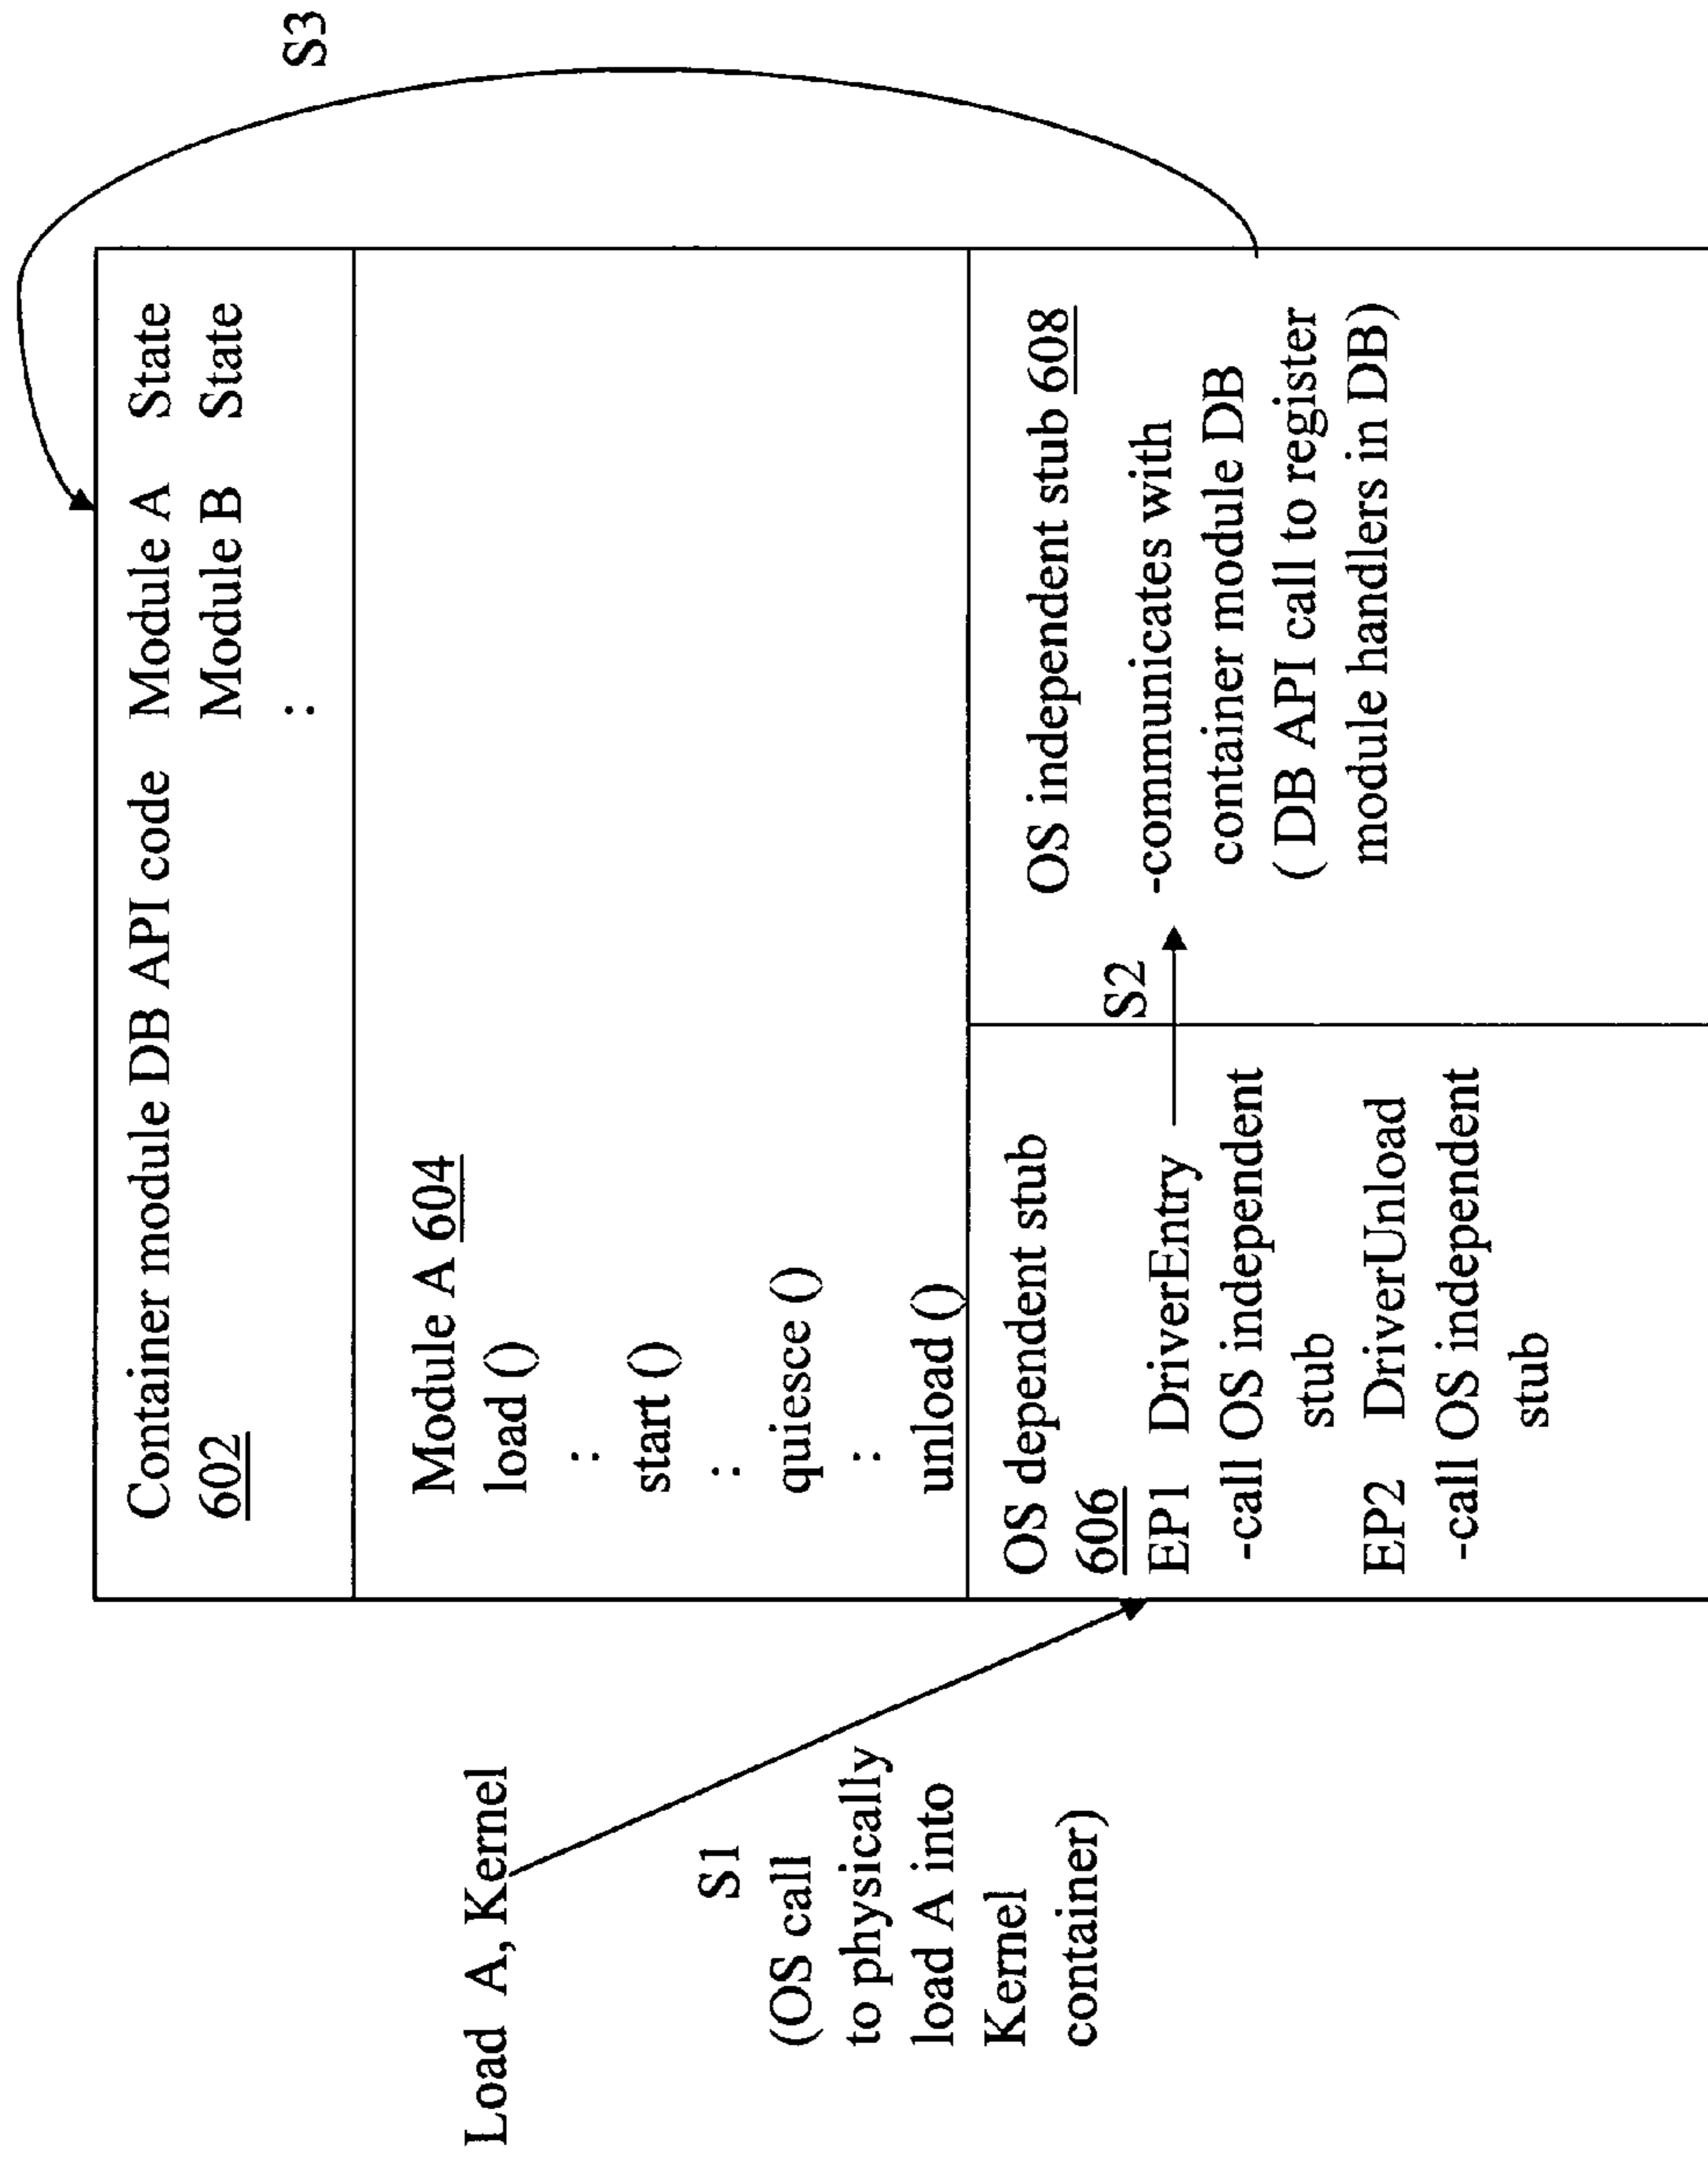 S3
Container module DB API code Module A State
602 Module B State
:
Load A, Kernel
S1
(OS call
to physically
load A into
Kernel
container)
Module A 604
load ()
:
start ()
:
quiesce ()
:
unload ()
OS dependent stub
606
EP1 DriverEntry
-call OS independent
stub
EP2 DriverUnload
-call OS independent
stub
S2
OS independent stub 608
-communicates with
container module DB
( DB API call to register
module handlers in DB)